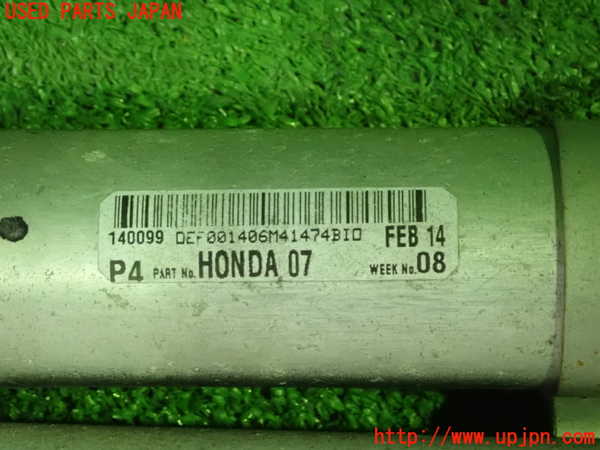 USED PARTS JAPAN
140099 DEF001406M41474BIO FEB 14
P4 PART No. HONDA 07 WEEK No. 08
http://www.upjpn.com/